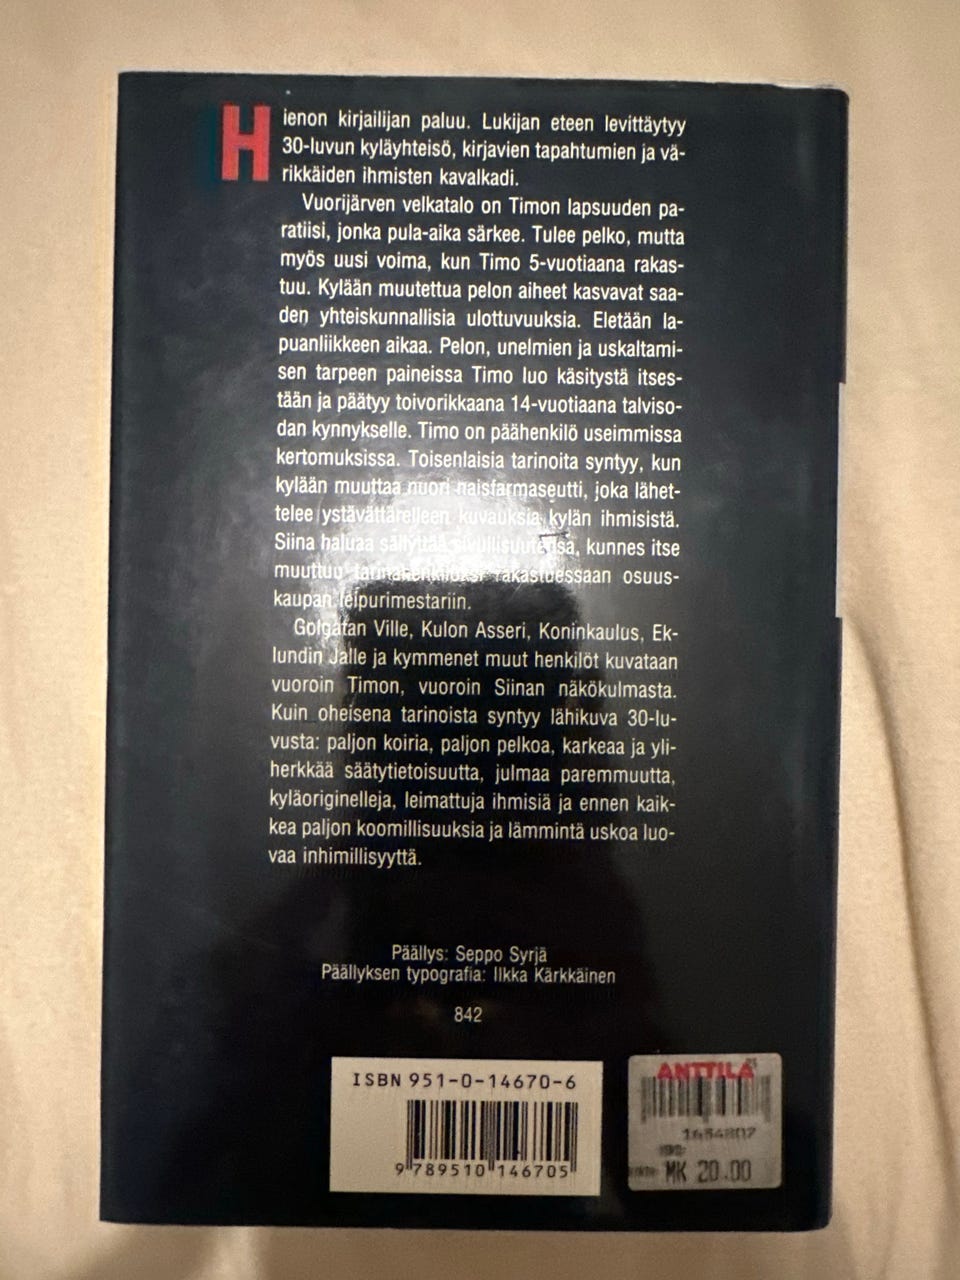 Hienon kirjailijan paluu. Lukijan eteen levittäytyy
30-luvun kyläyhteisö, kirjavien tapahtumien ja vä-
rikkäiden ihmisten kavalkadi.
Vuorijärven velkatalo on Timon lapsuuden pa-
ratiisi, jonka pula-aika särkee. Tulee pelko, mutta
myös uusi voima, kun Timo 5-vuotiaana rakas-
tuu. Kylään muutettua pelon aiheet kasvavat saa-
den yhteiskunnallisia ulottuvuuksia. Eletään la-
puanliikkeen aikaa. Pelon, unelmien ja uskaltami-
sen tarpeen paineissa Timo luo käsitystä itses-
tään ja päätyy toivorikkaana 14-vuotiaana talviso-
dan kynnykselle. Timo on päähenkilö useimmissa
kertomuksissa. Toisenlaisia tarinoita syntyy, kun
kylään muuttaa nuori naisfarmaseutti, joka lähet-
telee ystävättärelleen kuvauksia kylän ihmisistä.
Siina haluaa säilyttää sivullisuutensa, kunnes itse
muuttuu tarinahenkilöksi rakastuessaan osuus-
kaupan leipurimestariin.
Golgatan Ville, Kulon Asseri, Koninkaulus, Ek-
lundin Jalle ja kymmenet muut henkilöt kuvataan
vuoroin Timon, vuoroin Siinan näkökulmasta.
Kuin oheisena tarinoista syntyy lähikuva 30-lu-
vusta: paljon koiria, paljon pelkoa, karkeaa ja yli-
herkkää säätytietoisuutta, julmaa paremmuutta,
kyläoriginelleja, leimattuja ihmisiä ja ennen kaik-
kea paljon koomillisuuksia ja lämmintä uskoa luo-
vaa inhimillisyyttä.
Päällys: Seppo Syrjä
Päällyksen typografia: Ilkka Kärkkäinen
842
ISBN 951-0-14670-6
9 789510 146705
ANTTILA
1654807
MK 20.00